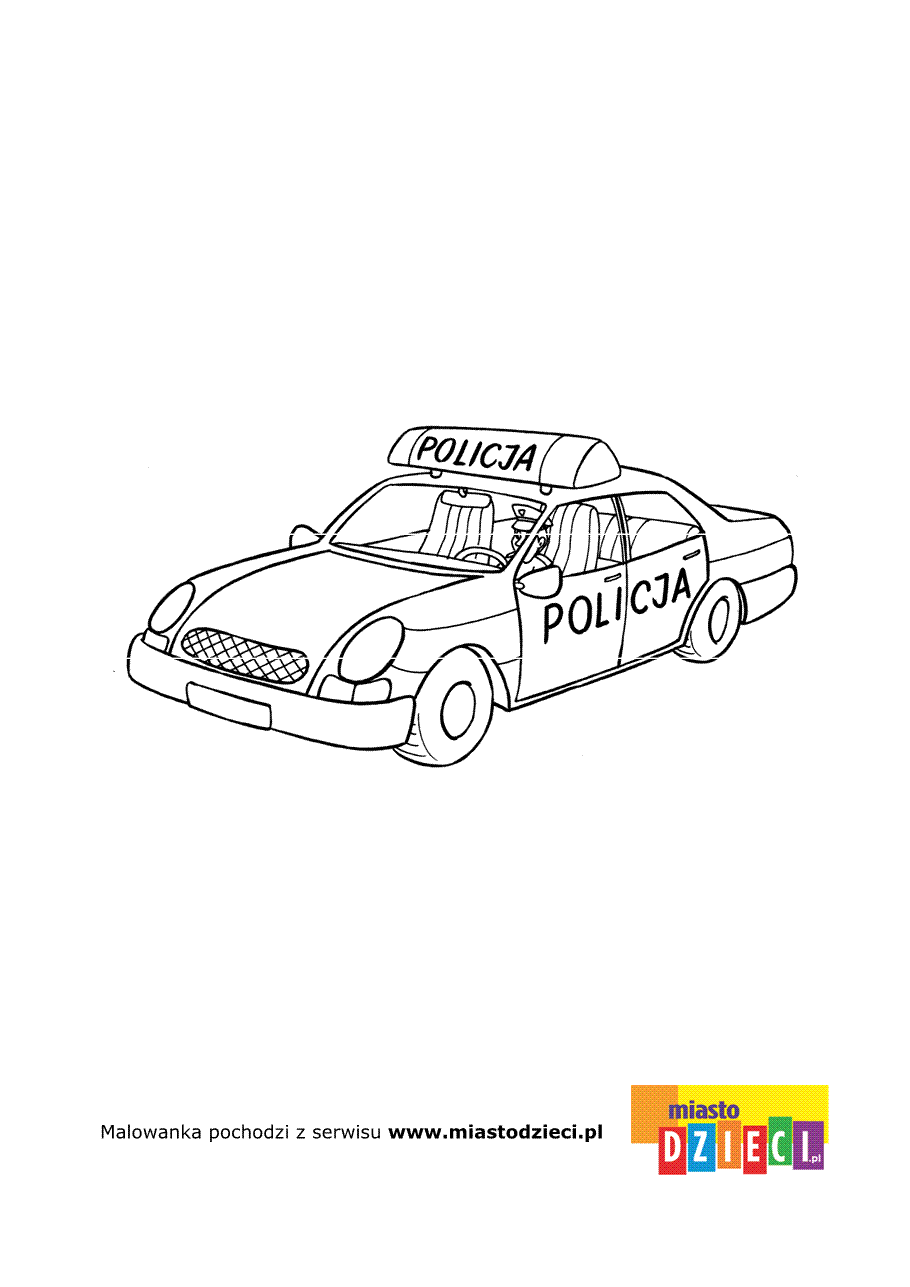 POLICJA
POLICJA
Malowanka pochodzi z serwisu www.miastodzieci.pl
miasto
DZIECI.pl